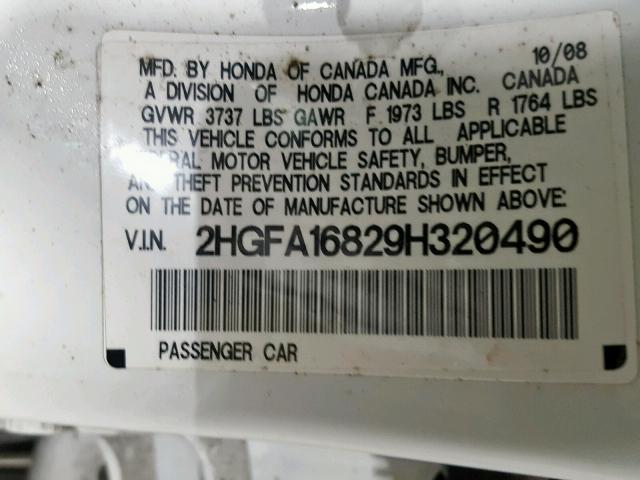 10/08
MFD. BY HONDA OF CANADA MFG.,
A DIVISION OF HONDA CANADA INC. CANADA
GVWR 3737 LBS GAWR F 1973 LBS R 1764 LBS
THIS VEHICLE CONFORMS TO ALL APPLICABLE
ERAL MOTOR VEHICLE SAFETY, BUMPER,
AN THEFT PREVENTION STANDARDS IN EFFECT
ON THE DATE OF MANUFACTURE SHOWN ABOVE:
V.I.N. 2HGFA16829H320490
PASSENGER CAR